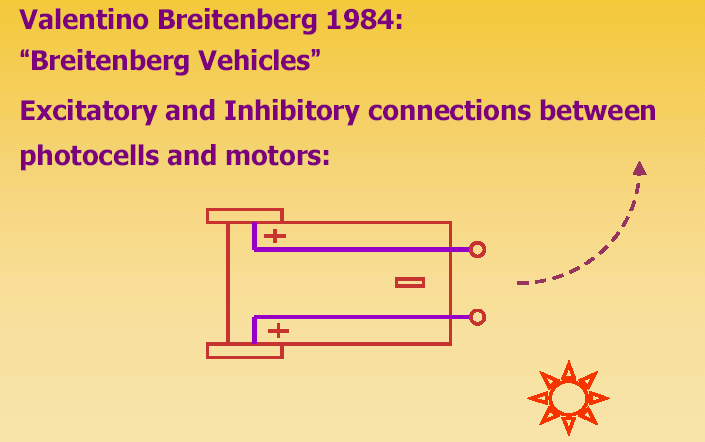 Valentino Breitenberg 1984:
“Breitenberg Vehicles”
Excitatory and Inhibitory connections between
photocells and motors:
+
+